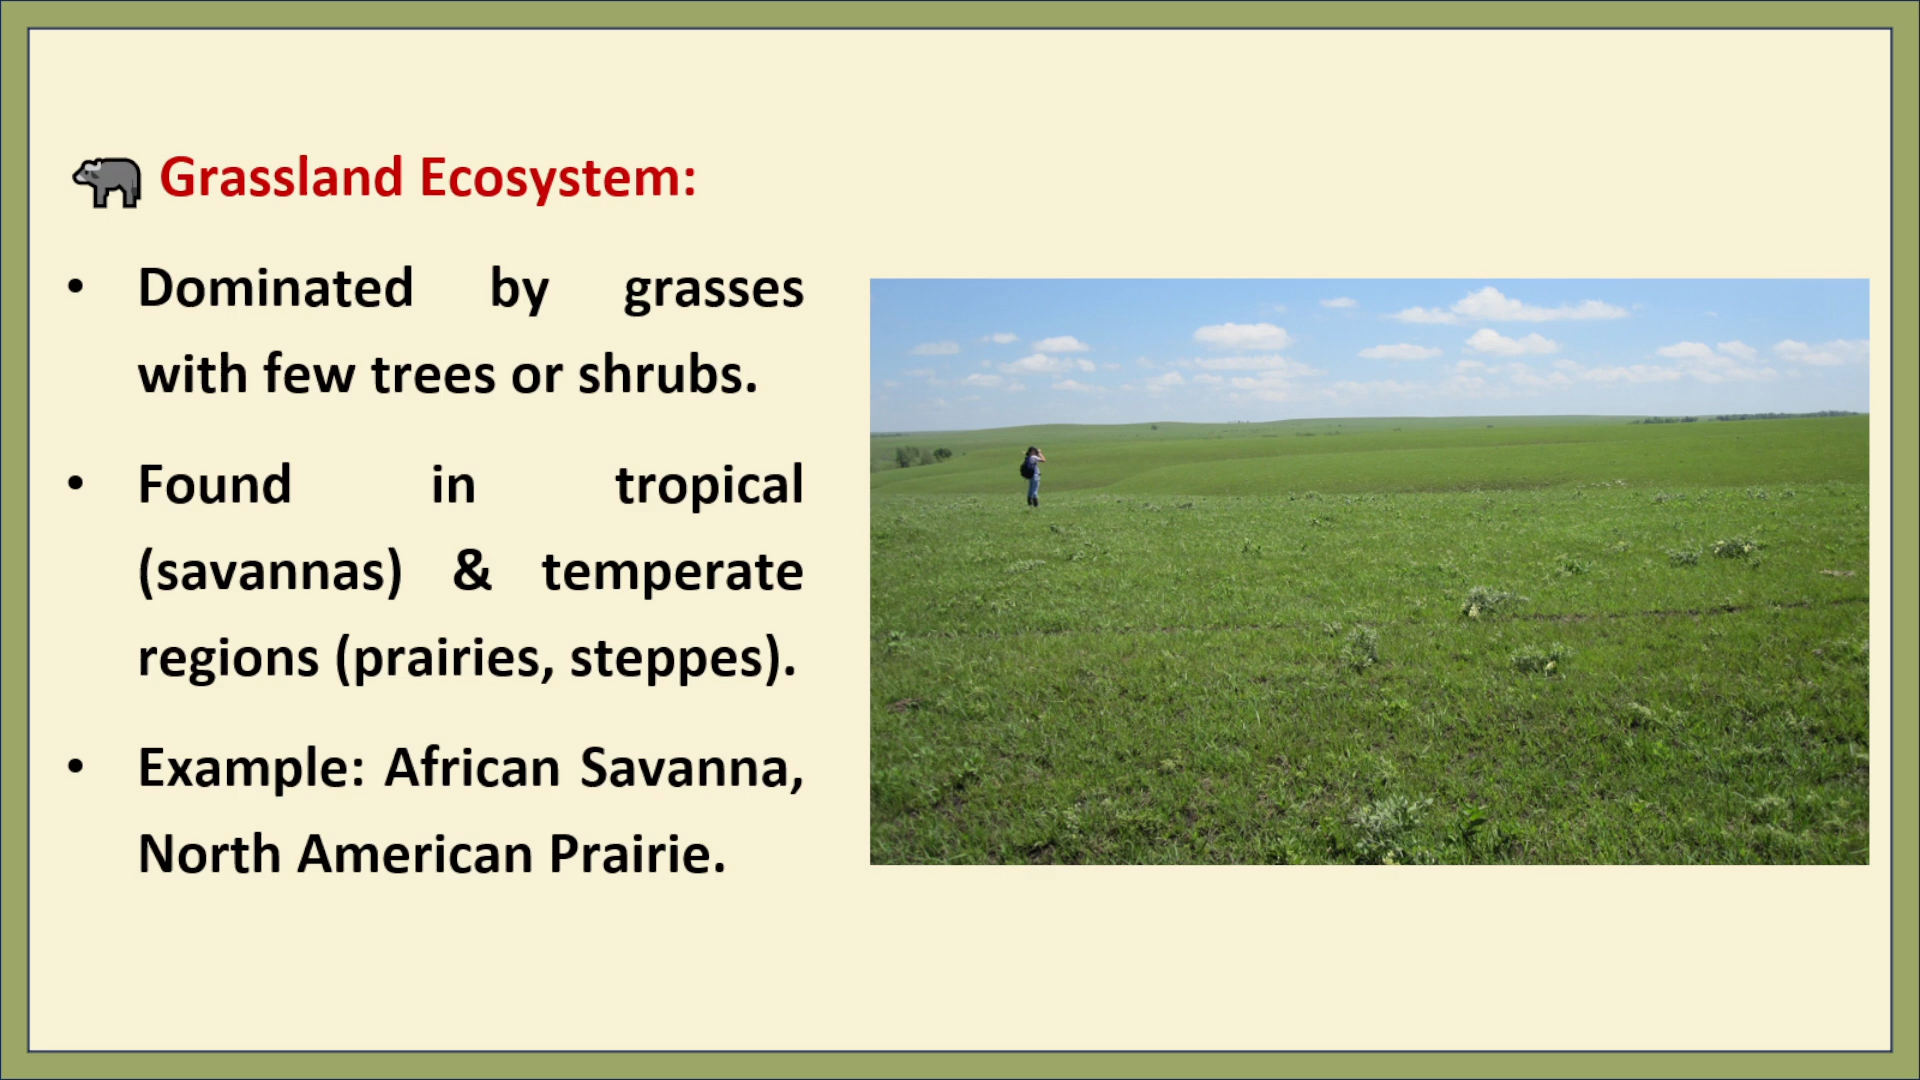 Grassland Ecosystem:
• Dominated by grasses
with few trees or shrubs.
• Found in tropical
(savannas) & temperate
regions (prairies, steppes).
• Example: African Savanna,
North American Prairie.